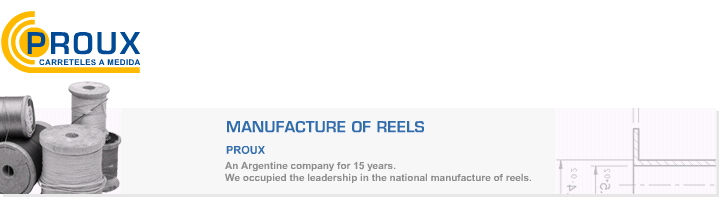 PROUX
CARRETELES A MEDIDA
MANUFACTURE OF REELS
PROUX
An Argentine company for 15 years.
We occupied the leadership in the national manufacture of reels.